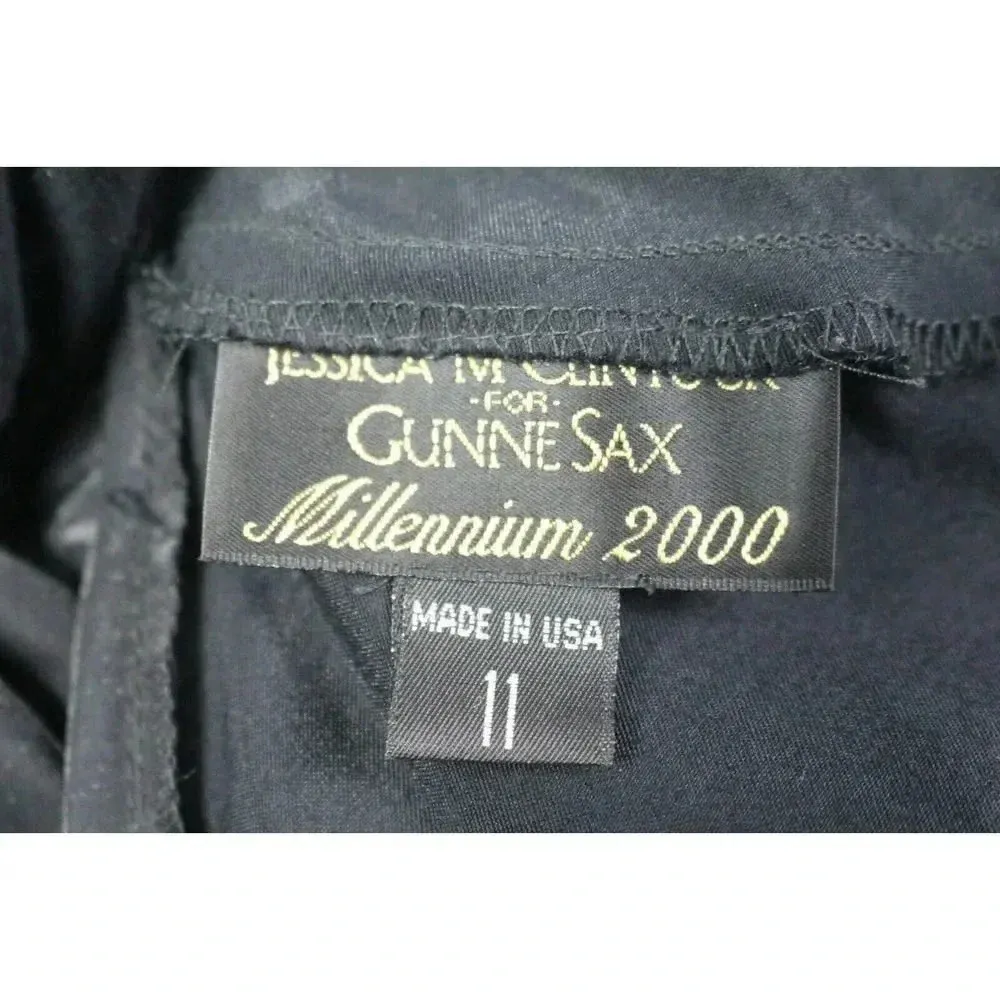 JESSICA McCLINTOCK
-FOR-
GUNNE SAX
Millennium 2000
MADE IN USA
11